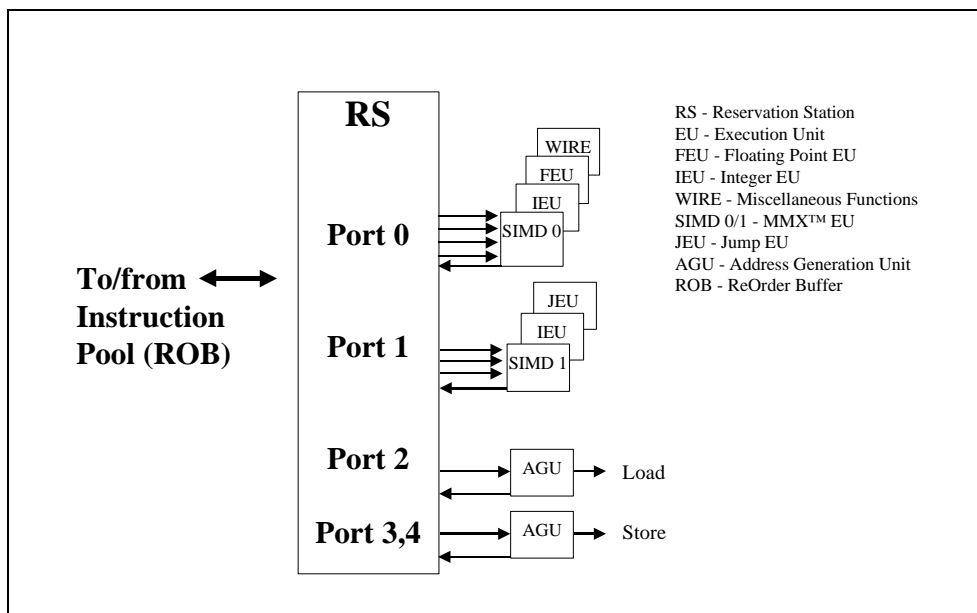 RS
Port 0
Port 1
Port 2
Port 3,4
To/from
Instruction
Pool (ROB)
WIRE
FEU
IEU
SIMD 0
JEU
IEU
SIMD 1
AGU
Load
AGU
Store
RS - Reservation Station
EU - Execution Unit
FEU - Floating Point EU
IEU - Integer EU
WIRE - Miscellaneous Functions
SIMD 0/1 - MMX™ EU
JEU - Jump EU
AGU - Address Generation Unit
ROB - ReOrder Buffer